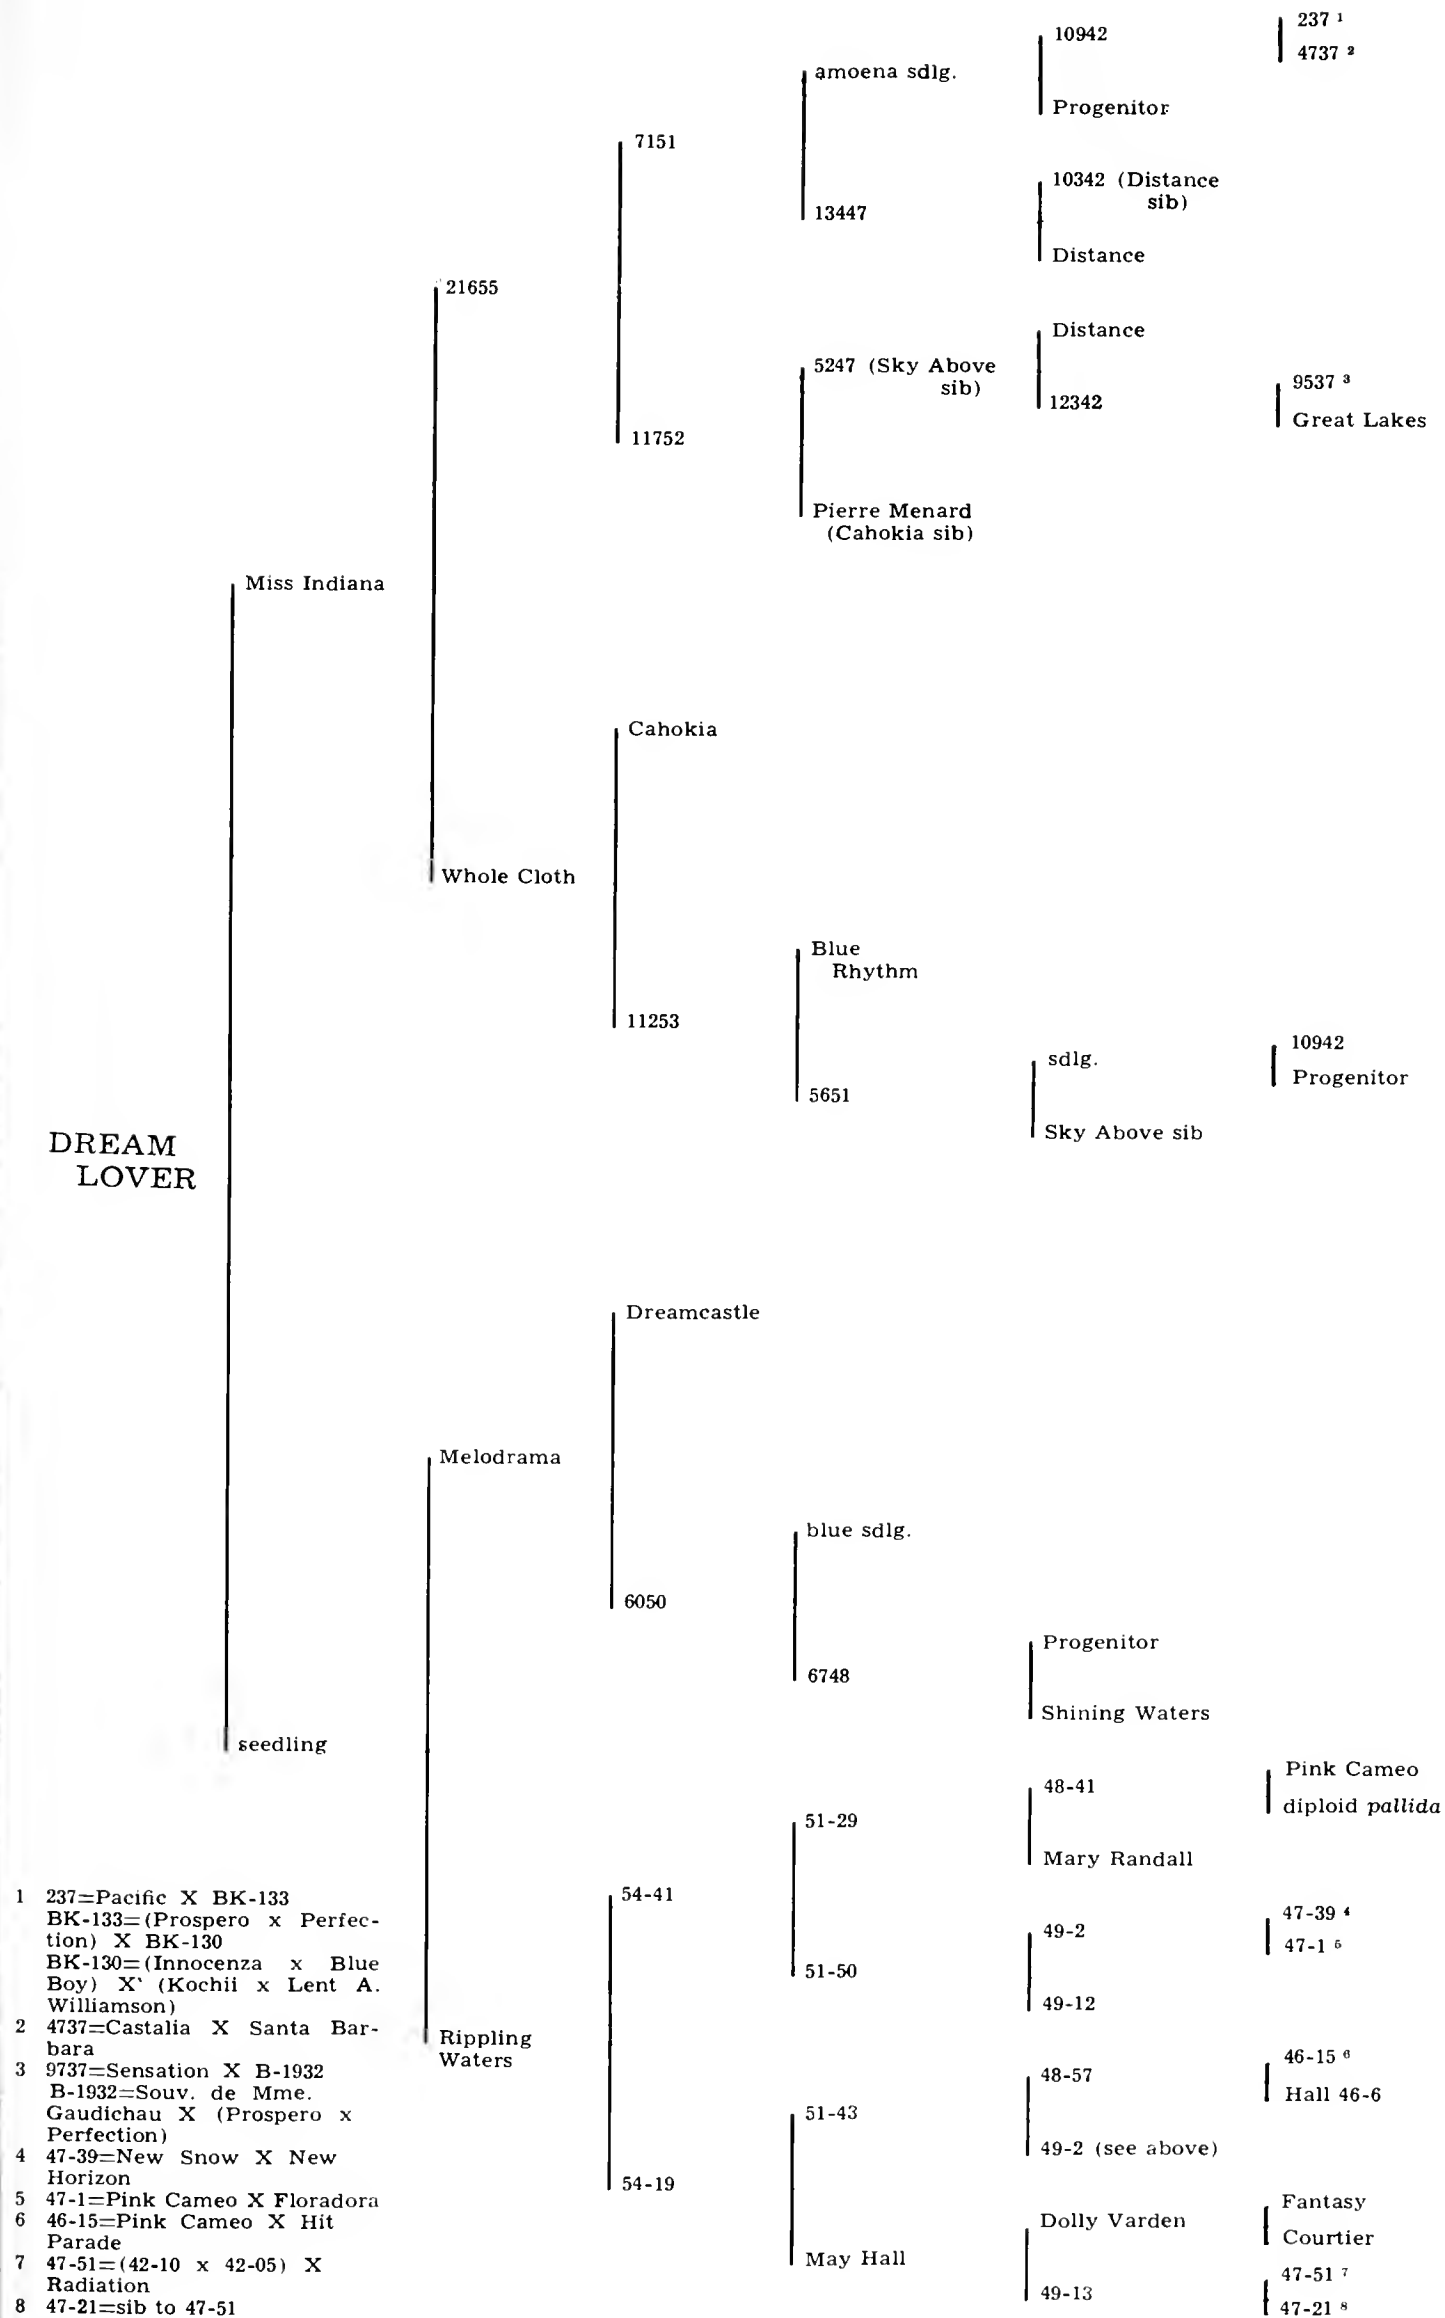 237 1
10942
4737 2
amoena sdlg.
Progenitor
7151
10342 (Distance
sib)
13447
Distance
21655
Distance
5247 (Sky Above
sib)
9537 3
12342
Great Lakes
11752
Pierre Menard
(Cahokia sib)
Miss Indiana
Cahokia
Whole Cloth
Blue
Rhythm
11253
10942
sdlg.
Progenitor
5651
Sky Above sib
DREAM
LOVER
Dreamcastle
Melodrama
blue sdlg.
6050
Progenitor
6748
Shining Waters
seedling
Pink Cameo
48-41
diploid pallida
51-29
Mary Randall
54-41
47-39 4
49-2
47-1 5
51-50
49-12
Rippling
Waters
46-15 6
48-57
Hall 46-6
51-43
49-2 (see above)
54-19
Fantasy
Dolly Varden
Courtier
May Hall
47-51 7
49-13
47-21 8
1 237=Pacific X BK-133
BK-133=(Prospero x Perfec-
tion) X BK-130
BK-130=(Innocenza x Blue
Boy) X' (Kochii x Lent A.
Williamson)
2 4737=Castalia X Santa Bar-
bara
3 9737=Sensation X B-1932
B-1932=Souv. de Mme.
Gaudichau X (Prospero x
Perfection)
4 47-39=New Snow X New
Horizon
5 47-1=Pink Cameo X Floradora
6 46-15=Pink Cameo X Hit
Parade
7 47-51=(42-10 x 42-05) X
Radiation
8 47-21=sib to 47-51